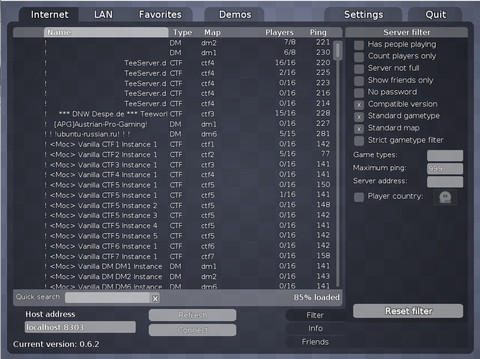 Internet LAN Favorites Demos Settings Quit
Name Type Map Players Ping
! DM dm2 7/8 221
! DM dm1 6/8 230
! TeeServer.d CTF ctf4 16/16 220
TeeServer.d CTF ctf4 2/16 225
TeeServer.d CTF ctf4 0/16 223
TeeServer.d CTF ctf4 0/16 216
TeeServer.d CTF ctf4 0/16 214
! *** DNW Despe.de *** Teeworl CTF ctf3 15/16 228
! [APG]Austrian-Pro-Gaming! DM dm1 0/16 227
! ! !ubuntu-russian.ru! ! ! DM dm6 5/15 281
! <Moc> Vanilla CTF1 Instance 1 CTF ctf1 0/16 142
! <Moc> Vanilla CTF2 Instance 1 CTF ctf2 5/16 77
! <Moc> Vanilla CTF3 Instance 1 CTF ctf3 0/16 141
! <Moc> Vanilla CTF4 Instance 1 CTF ctf4 0/16 141
! <Moc> Vanilla CTF5 Instance 1 CTF ctf5 0/16 150
! <Moc> Vanilla CTF5 Instance 1 CTF ctf5 1/16 142
! <Moc> Vanilla CTF5 Instance 2 CTF ctf5 0/16 148
! <Moc> Vanilla CTF5 Instance 3 CTF ctf5 0/16 142
! <Moc> Vanilla CTF5 Instance 4 CTF ctf5 0/16 141
! <Moc> Vanilla CTF5 Instance 5 CTF ctf5 0/16 141
! <Moc> Vanilla CTF6 Instance 1 CTF ctf6 0/16 142
! <Moc> Vanilla CTF7 Instance 1 CTF ctf7 0/16 158
! <Moc> Vanilla DM DM1 Instance DM dm1 0/16 141
! <Moc> Vanilla DM DM2 Instance DM dm2 0/16 143
! <Moc> Vanilla DM DM6 Instance DM dm6 0/16 141
Quick search: x 85% loaded
Host address
localhost:8303
Refresh
Connect
Current version: 0.6.2
Filter
Info
Friends
Server filter
Has people playing
Count players only
Server not full
Show friends only
No password
x Compatible version
x Standard gametype
x Standard map
Strict gametype filter
Game types:
Maximum ping: 999
Server address:
Player country:
Reset filter